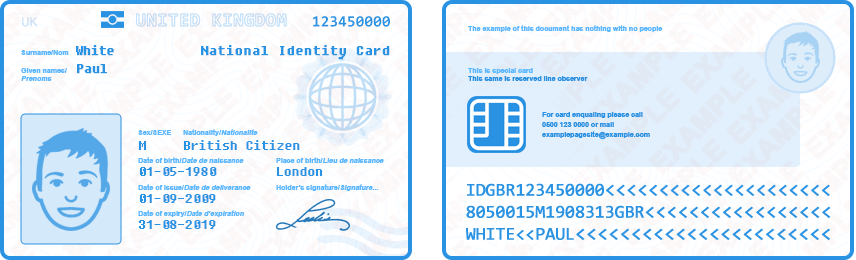 UK UNITED KINGDOM 123450000
Surname/Nom White National Identity Card
Given names/ Paul
Prenoms
Sex/SEXE Nationality/Nationalite
M British Citizen
Date of birth/Date de naissance Place of birth/Lieu de naissance
01-05-1980 London
Date of issue/Date de deliverance Holder's signature/Signature...
01-09-2009
Date of expiry/Date d'expiration
31-08-2019
The example of this document has nothing with no people
This is special card
This same is reserved line observer
For card enqualing please call
0500 123 0000 or mail
examplepagesite@example.com
IDGBR123450000<<<<<<<<<<<<<<<<<<<<<
8050015M1908313GBR<<<<<<<<<<<<<<<<<
WHITE<<PAUL<<<<<<<<<<<<<<<<<<<<<<<<